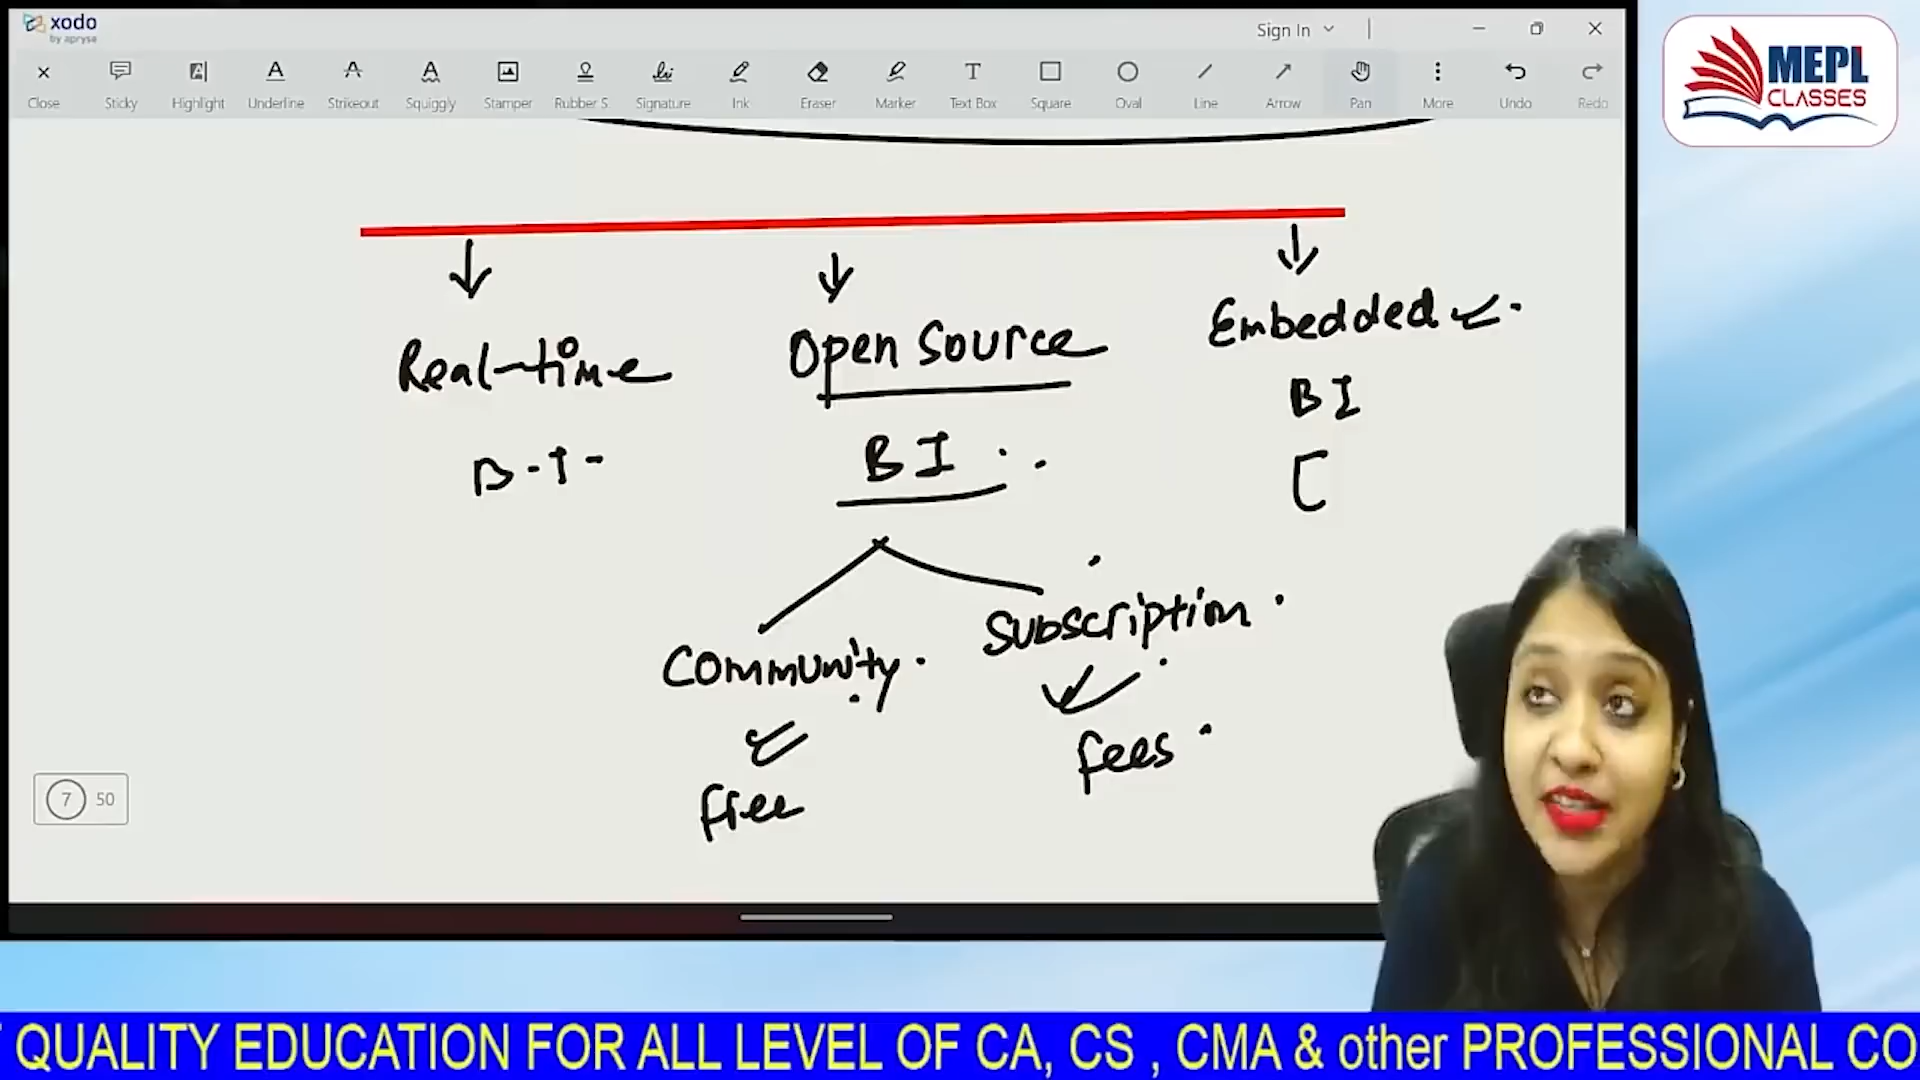 xodo
by apryse
Sign In
Close
Sticky
Highlight
Underline
Strikeout
Squiggly
Stamper
Rubber S
Signature
Ink
Eraser
Marker
Text Box
Square
Oval
Line
Arrow
Pan
More
Undo
Redo
MEPL
CLASSES
Real-time
B.I.
Open Source
BI
Embedded
BI
Community
Subscription
free
fees
7 50
QUALITY EDUCATION FOR ALL LEVEL OF CA, CS , CMA & other PROFESSIONAL CO